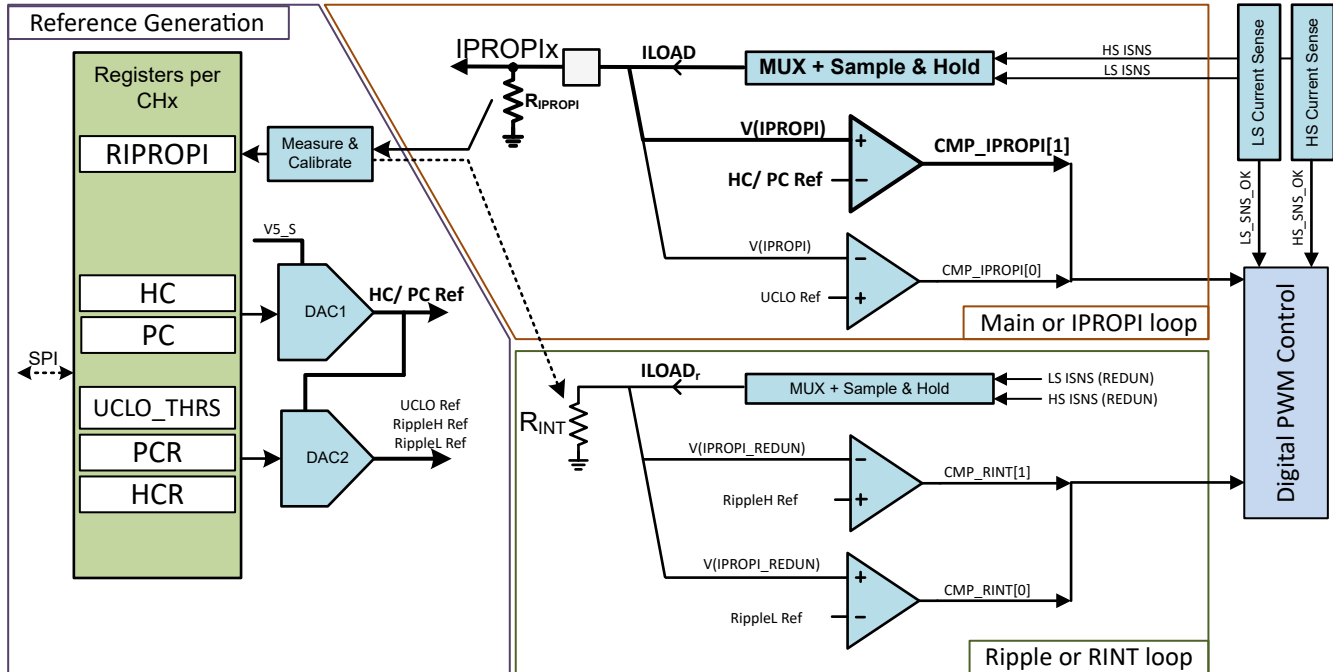 Reference Generation
Registers per
CHx
RIPROPI
HC
PC
UCLO_THRS
PCR
HCR
SPI
Measure &
Calibrate
V5_S
DAC1
HC/ PC Ref
DAC2
UCLO Ref
RippleH Ref
RippleL Ref
IPROPIx
RIPROPI
ILOAD
MUX + Sample & Hold
HS ISNS
LS ISNS
V(IPROPI)
+
HC/ PC Ref
−
CMP_IPROPI[1]
V(IPROPI)
−
UCLO Ref
+
CMP_IPROPI[0]
Main or IPROPI loop
LS Current Sense
HS Current Sense
LS_SNS_OK
HS_SNS_OK
Digital PWM Control
RINT
ILOADr
MUX + Sample & Hold
LS ISNS (REDUN)
HS ISNS (REDUN)
V(IPROPI_REDUN)
−
RippleH Ref
+
CMP_RINT[1]
V(IPROPI_REDUN)
+
RippleL Ref
−
CMP_RINT[0]
Ripple or RINT loop